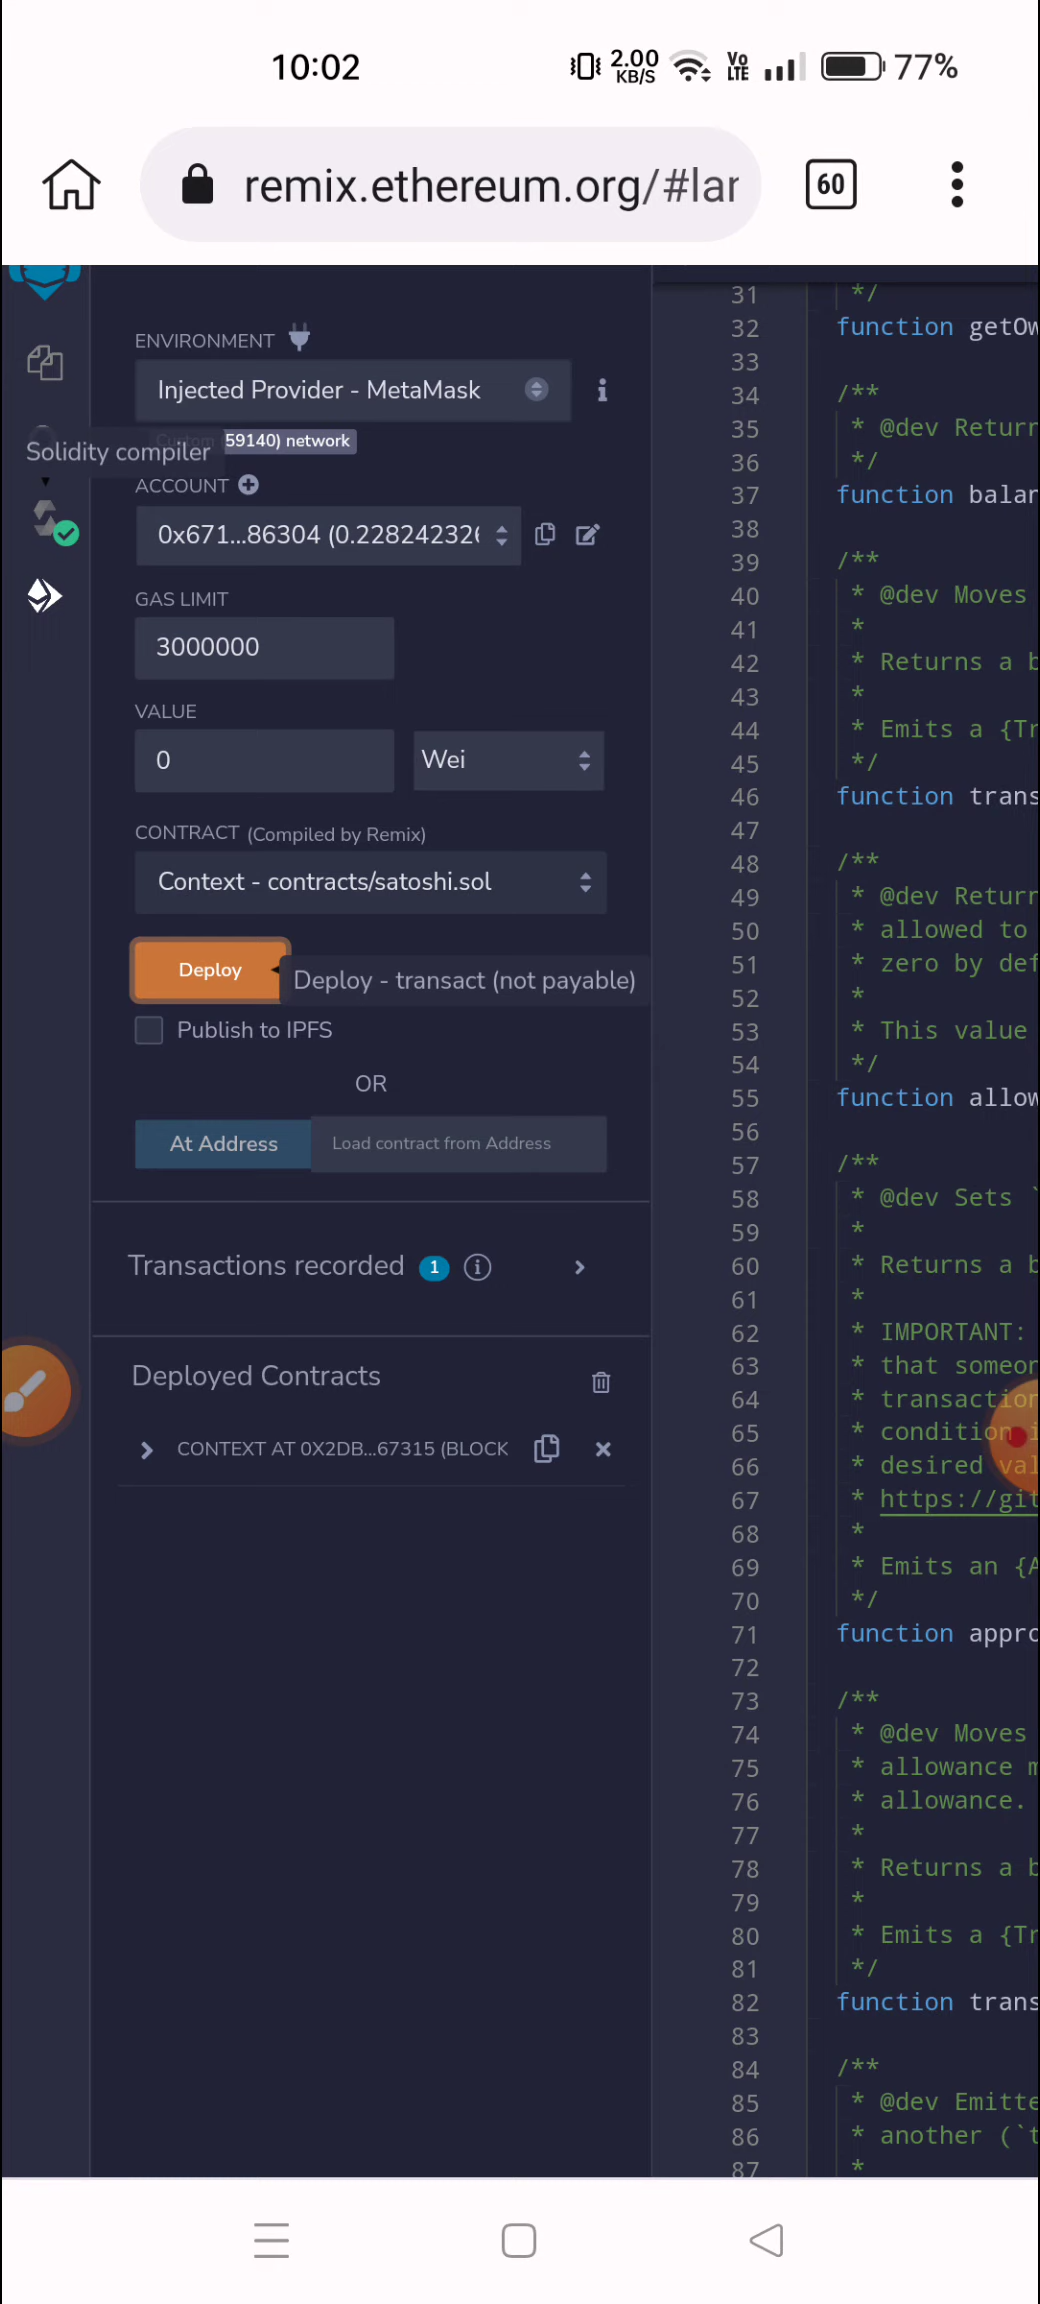 10:02
2.00 KB/S
Vo LTE
77%
remix.ethereum.org/#lar
60
ENVIRONMENT
Injected Provider - MetaMask
Custom (59140) network
Solidity compiler
ACCOUNT
0x671...86304 (0.22824232
GAS LIMIT
3000000
VALUE
0
Wei
CONTRACT (Compiled by Remix)
Context - contracts/satoshi.sol
Deploy
Deploy - transact (not payable)
Publish to IPFS
OR
At Address
Load contract from Address
Transactions recorded 1
Deployed Contracts
CONTEXT AT 0X2DB...67315 (BLOCK
31 */
32 function getOw
33
34 /**
35 * @dev Return
36 */
37 function balan
38
39 /**
40 * @dev Moves
41 *
42 * Returns a b
43 *
44 * Emits a {Tr
45 */
46 function trans
47
48 /**
49 * @dev Return
50 * allowed to
51 * zero by def
52 *
53 * This value
54 */
55 function allow
56
57 /**
58 * @dev Sets `
59 *
60 * Returns a b
61 *
62 * IMPORTANT:
63 * that someon
64 * transaction
65 * condition i
66 * desired val
67 * https://git
68 *
69 * Emits an {A
70 */
71 function appro
72
73 /**
74 * @dev Moves
75 * allowance m
76 * allowance.
77 *
78 * Returns a b
79 *
80 * Emits a {Tr
81 */
82 function trans
83
84 /**
85 * @dev Emitte
86 * another (`t
87 *